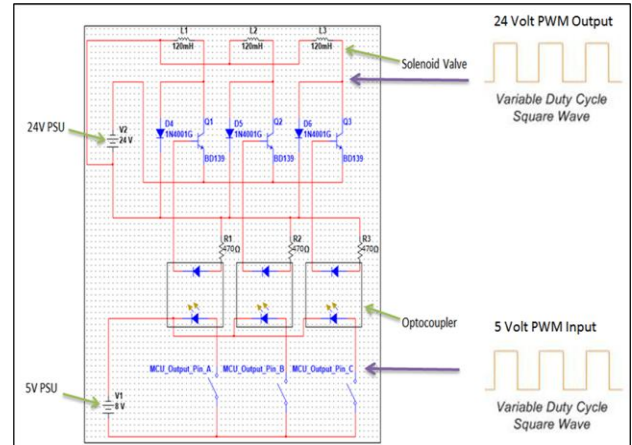 L1
L2
L3
120mH
120mH
120mH
24 Volt PWM Output
Solenoid Valve
Variable Duty Cycle
Square Wave
24V PSU
V2
24 V
D4
1N4001G
Q1
BD139
D5
1N4001G
Q2
BD139
D6
1N4001G
Q3
BD139
R1
470Ω
R2
470Ω
R3
470Ω
Optocoupler
5 Volt PWM Input
MCU_Output_Pin_A
MCU_Output_Pin_B
MCU_Output_Pin_C
5V PSU
V1
8 V
Variable Duty Cycle
Square Wave